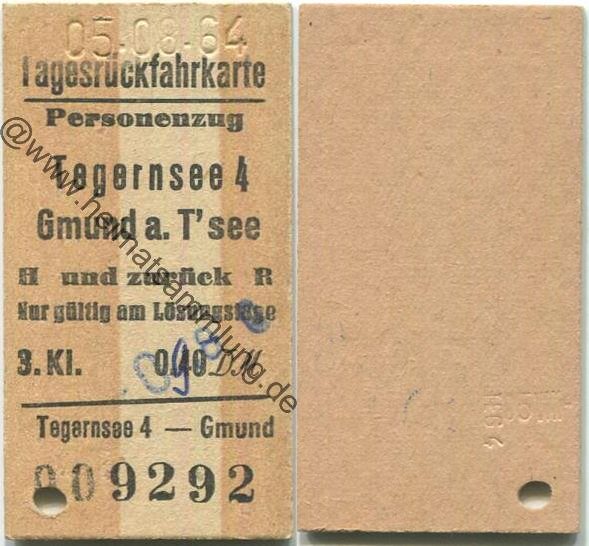 05.08.64
Tagesrückfahrkarte
Personenzug
Tegernsee 4
Gmund a. T'see
H und zurück R
Nur gültig am Lösungstage
3. Kl. 0,40 DM
Tegernsee 4 — Gmund
009292
@www.heimatsammlung.de